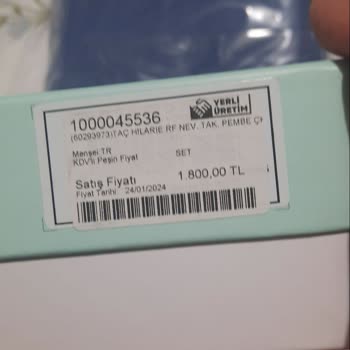 1000045536
YERLİ
ÜRETİM
(60293973)TAÇ HILARIE RF NEV. TAK. PEMBE Çİ
Menşei:TR
KDV'li Peşin Fiyat
SET
Satış Fiyatı
1.800,00 TL
Fiyat Tarihi 24/01/2024